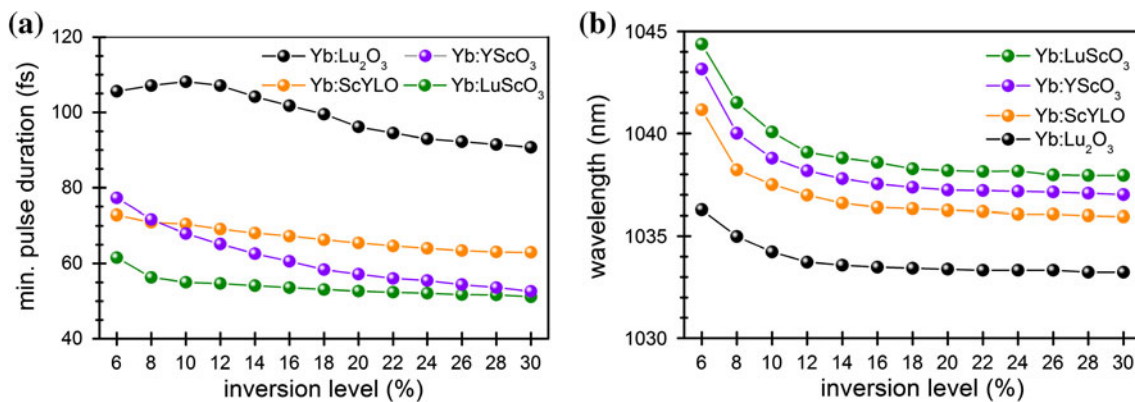 (a)
min. pulse duration (fs)
120
100
80
60
40
Yb:Lu₂O₃
Yb:YScO₃
Yb:ScYLO
Yb:LuScO₃
6 8 10 12 14 16 18 20 22 24 26 28 30
inversion level (%)
(b)
wavelength (nm)
1045
1040
1035
1030
Yb:LuScO₃
Yb:YScO₃
Yb:ScYLO
Yb:Lu₂O₃
6 8 10 12 14 16 18 20 22 24 26 28 30
inversion level (%)